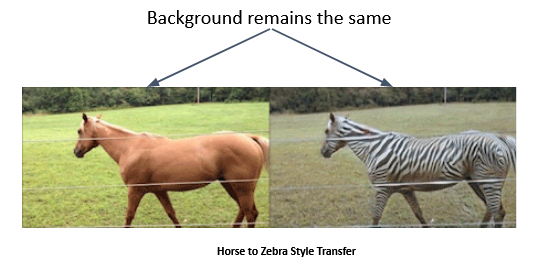 Background remains the same
Horse to Zebra Style Transfer